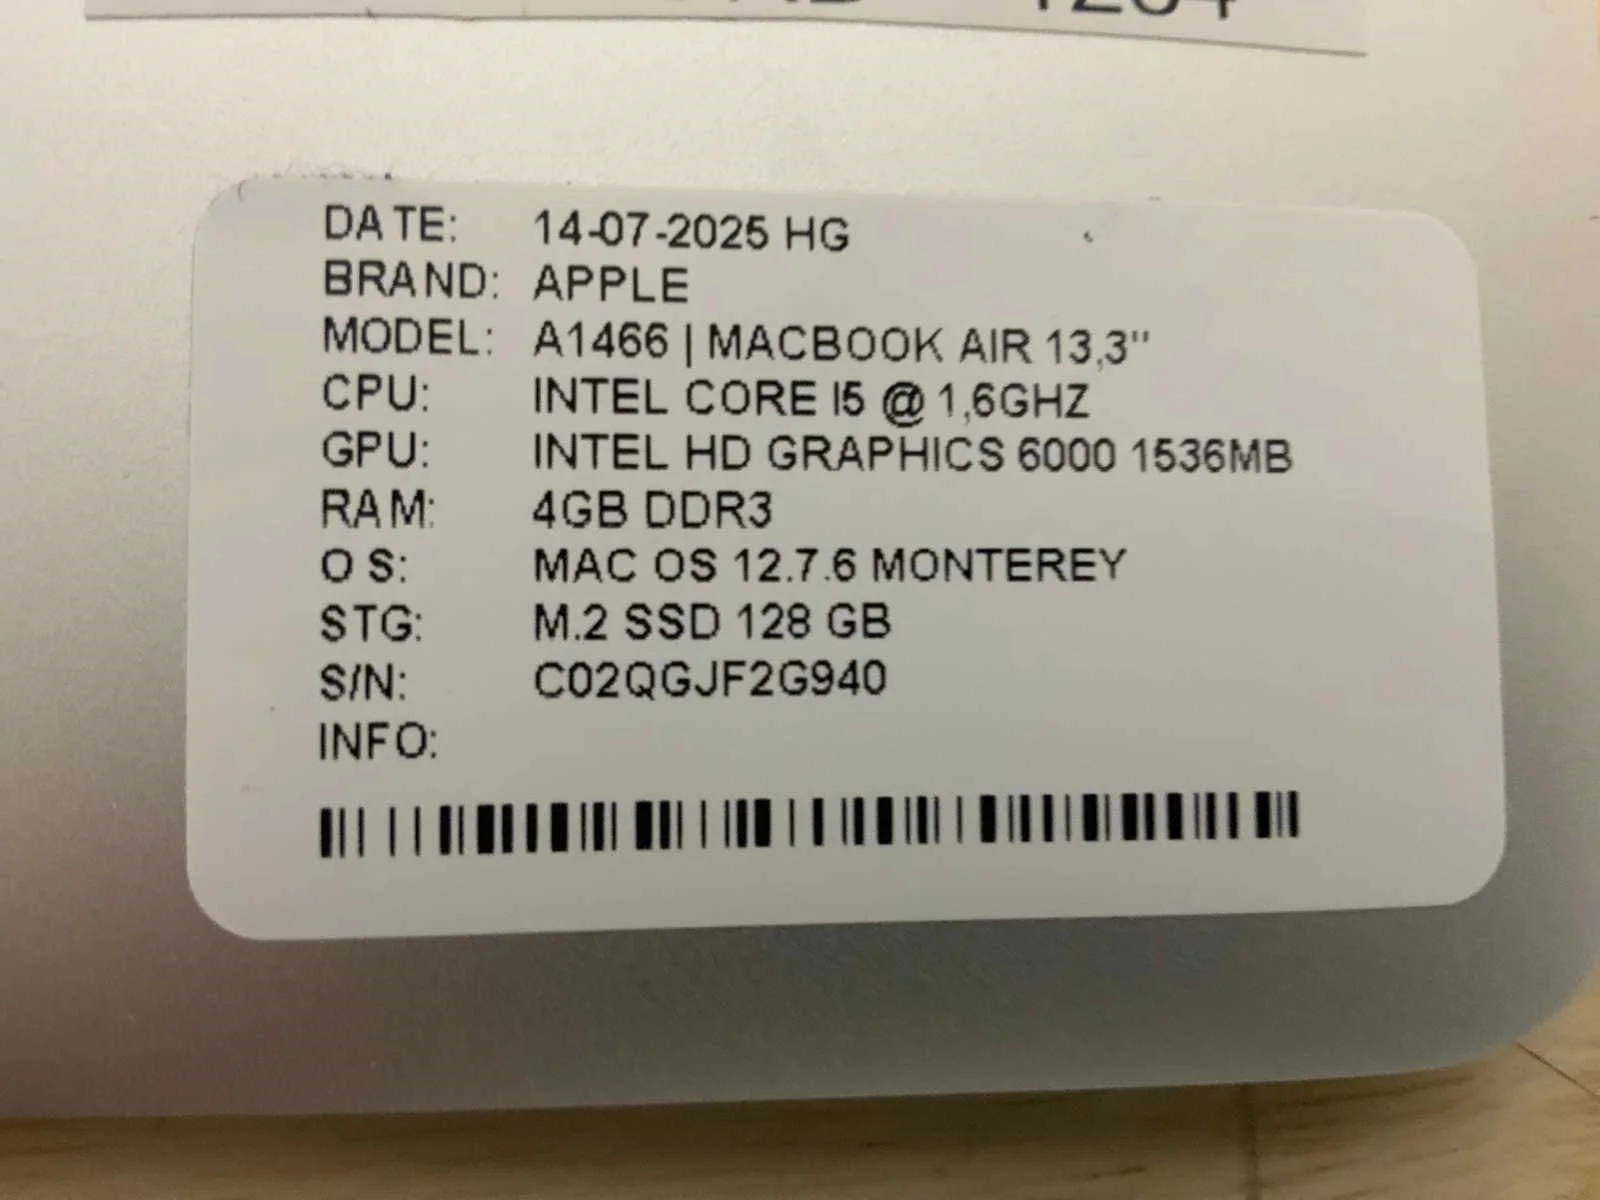 DATE: 14-07-2025 HG
BRAND: APPLE
MODEL: A1466 | MACBOOK AIR 13,3"
CPU: INTEL CORE I5 @ 1,6GHZ
GPU: INTEL HD GRAPHICS 6000 1536MB
RAM: 4GB DDR3
OS: MAC OS 12.7.6 MONTEREY
STG: M.2 SSD 128 GB
S/N: C02QGJF2G940
INFO: